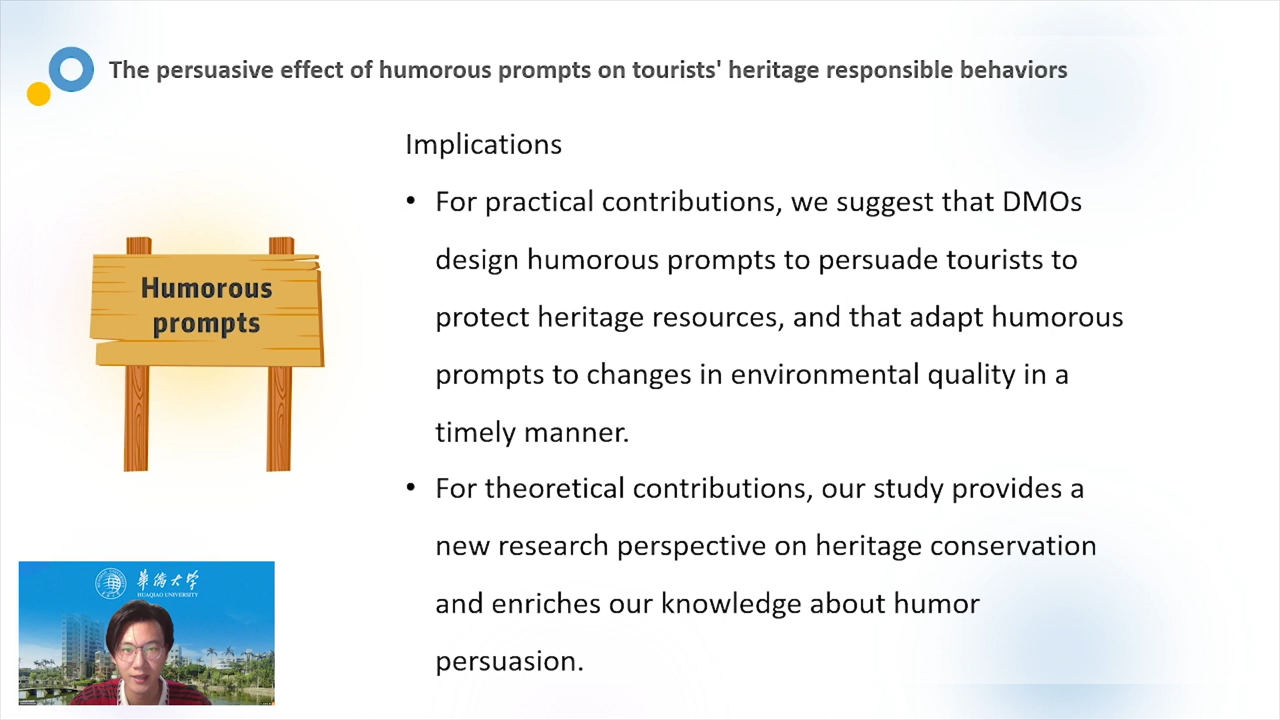 The persuasive effect of humorous prompts on tourists' heritage responsible behaviors
Implications
• For practical contributions, we suggest that DMOs
design humorous prompts to persuade tourists to
protect heritage resources, and that adapt humorous
prompts to changes in environmental quality in a
timely manner.
• For theoretical contributions, our study provides a
new research perspective on heritage conservation
and enriches our knowledge about humor
persuasion.
Humorous
prompts
華僑大学
HUAQIAO UNIVERSITY